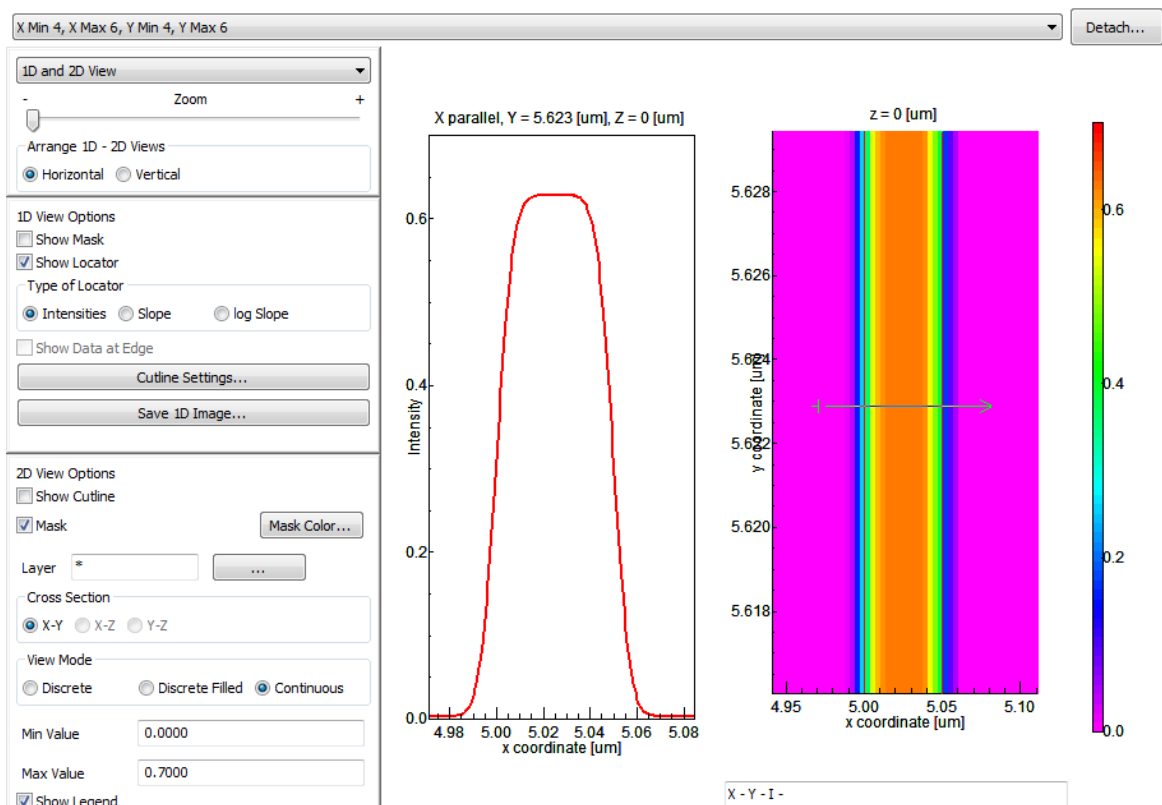 X Min 4, X Max 6, Y Min 4, Y Max 6
Detach...
1D and 2D View
- Zoom +
Arrange 1D - 2D Views
Horizontal Vertical
1D View Options
Show Mask
Show Locator
Type of Locator
Intensities Slope log Slope
Show Data at Edge
Cutline Settings...
Save 1D Image...
2D View Options
Show Cutline
Mask Mask Color...
Layer * ...
Cross Section
X-Y X-Z Y-Z
View Mode
Discrete Discrete Filled Continuous
Min Value 0.0000
Max Value 0.7000
Show Legend
X parallel, Y = 5.623 [um], Z = 0 [um]
Intensity
0.6
0.4
0.2
0.0
4.98 5.00 5.02 5.04 5.06 5.08
x coordinate [um]
z = 0 [um]
y coordinate [um]
5.628
5.626
5.624
5.622
5.620
5.618
4.95 5.00 5.05 5.10
x coordinate [um]
0.6
0.4
0.2
0.0
X - Y - I -